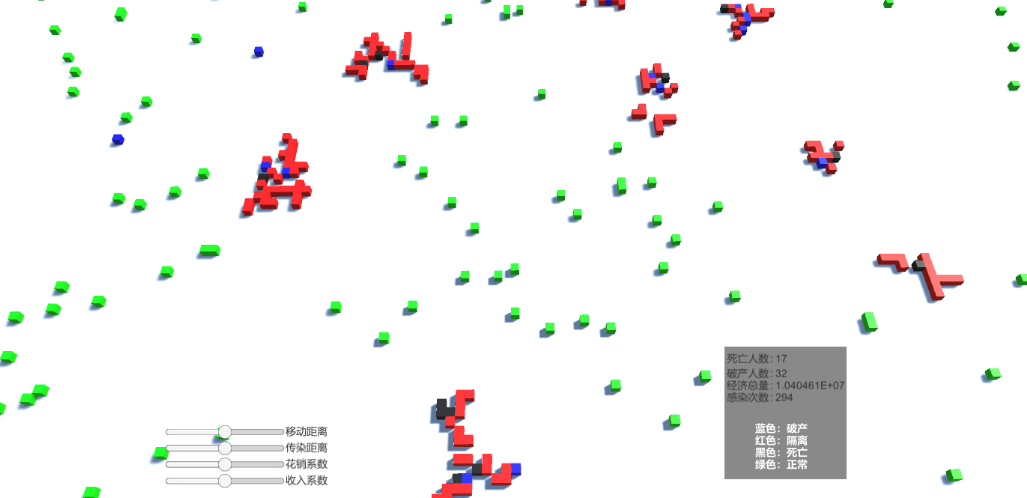 死亡人数: 17
破产人数: 32
经济总量: 1.040461E+07
感染次数: 294
蓝色: 破产
红色: 隔离
黑色: 死亡
绿色: 正常
移动距离
传染距离
花销系数
收入系数